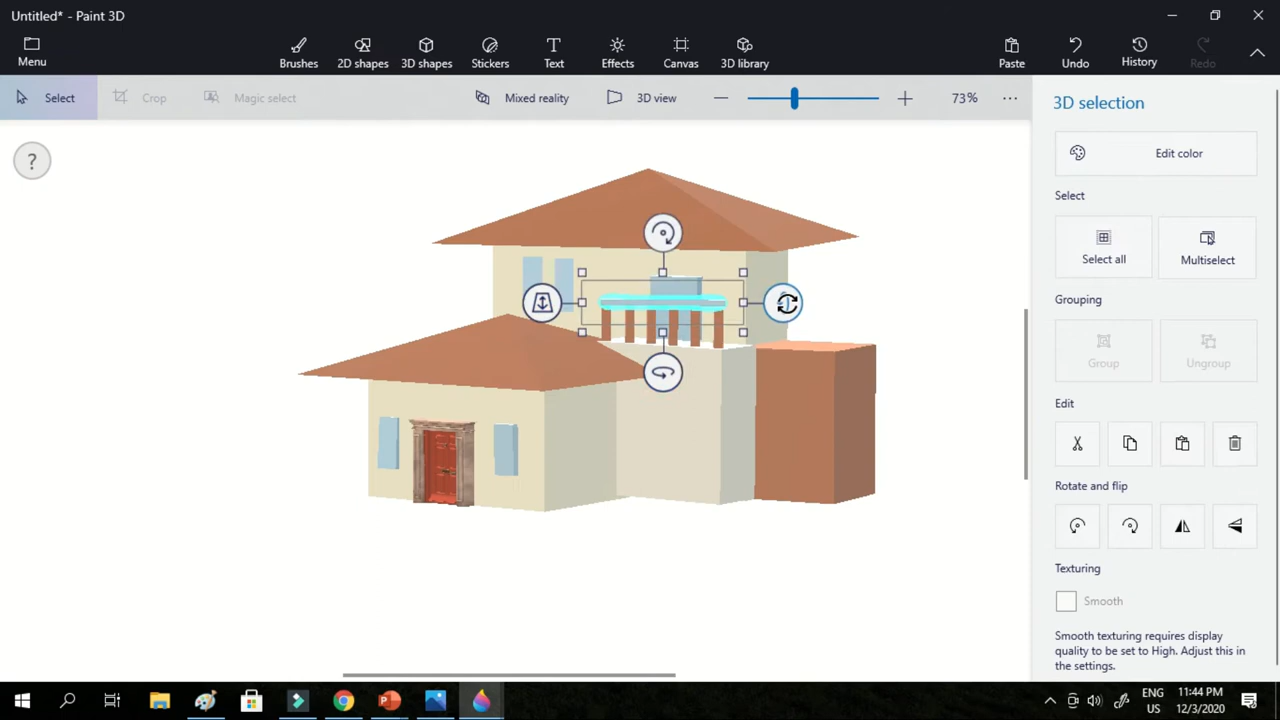 Untitled* - Paint 3D
Menu
Brushes
2D shapes
3D shapes
Stickers
Text
Effects
Canvas
3D library
Paste
Undo
History
Redo
Select
Crop
Magic select
Mixed reality
3D view
73%
?
3D selection
Edit color
Select
Select all
Multiselect
Grouping
Group
Ungroup
Edit
Rotate and flip
Texturing
Smooth
Smooth texturing requires display
quality to be set to High. Adjust this in
the settings.
ENG
US
11:44 PM
12/3/2020